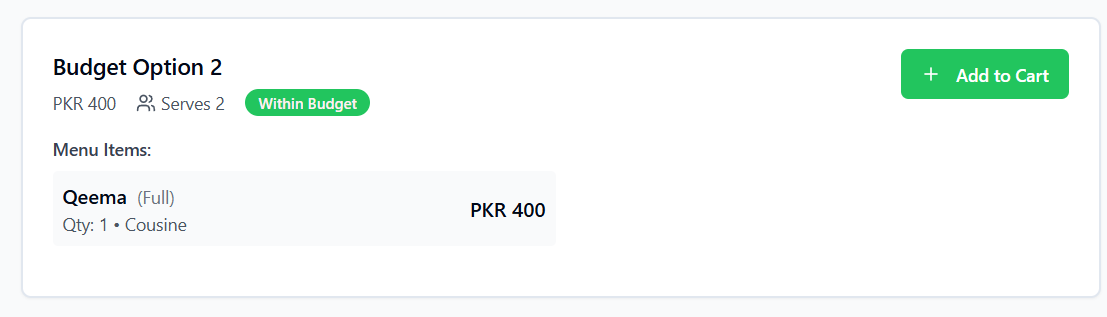 Budget Option 2
+ Add to Cart
PKR 400 Serves 2 Within Budget
Menu Items:
Qeema (Full)
PKR 400
Qty: 1 • Cousine